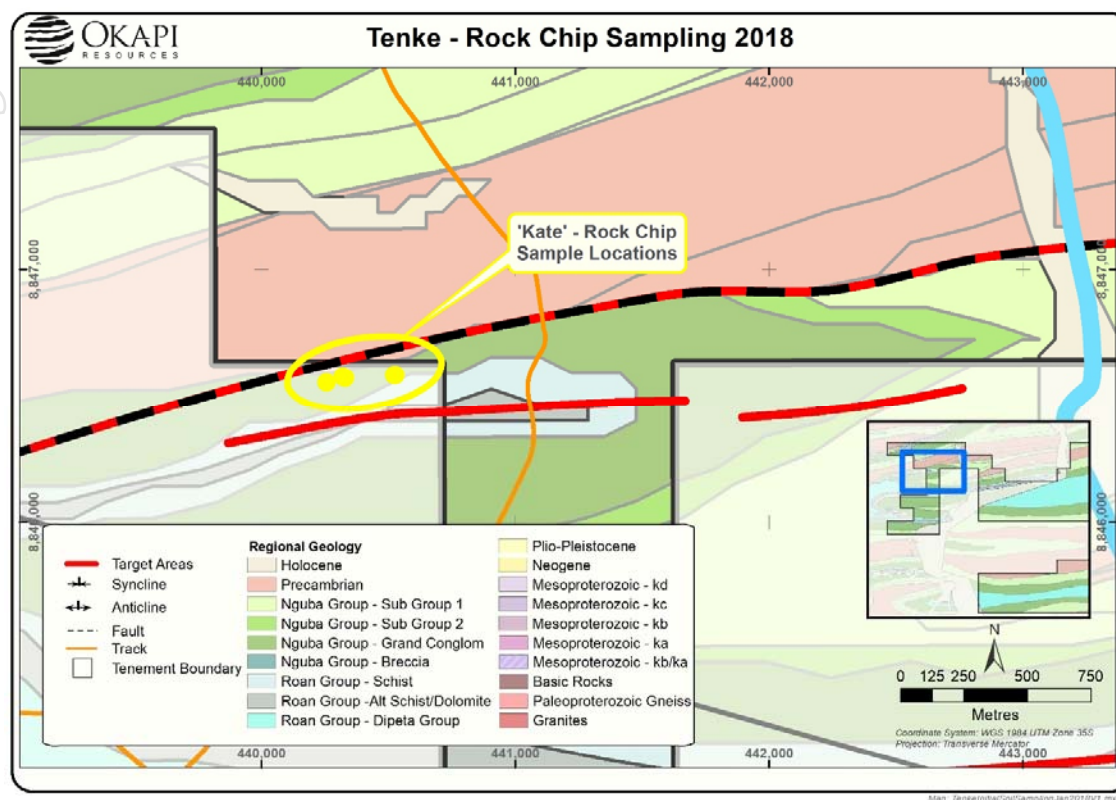 OKAPI
RESOURCES
Tenke - Rock Chip Sampling 2018
440,000
441,000
442,000
443,000
'Kate' - Rock Chip
Sample Locations
8,847,000
8,847,000
8,846,000
8,846,000
Target Areas
Syncline
Anticline
Fault
Track
Tenement Boundary
Regional Geology
Holocene
Precambrian
Nguba Group - Sub Group 1
Nguba Group - Sub Group 2
Nguba Group - Grand Conglom
Nguba Group - Breccia
Roan Group - Schist
Roan Group -Alt Schist/Dolomite
Roan Group - Dipeta Group
Plio-Pleistocene
Neogene
Mesoproterozoic - kd
Mesoproterozoic - kc
Mesoproterozoic - kb
Mesoproterozoic - ka
Mesoproterozoic - kb/ka
Basic Rocks
Paleoproterozoic Gneiss
Granites
N
0 125 250 500 750
Metres
Coordinate System: WGS 1984 UTM Zone 35S
Projection: Transverse Mercator
440,000
441,000
442,000
443,000